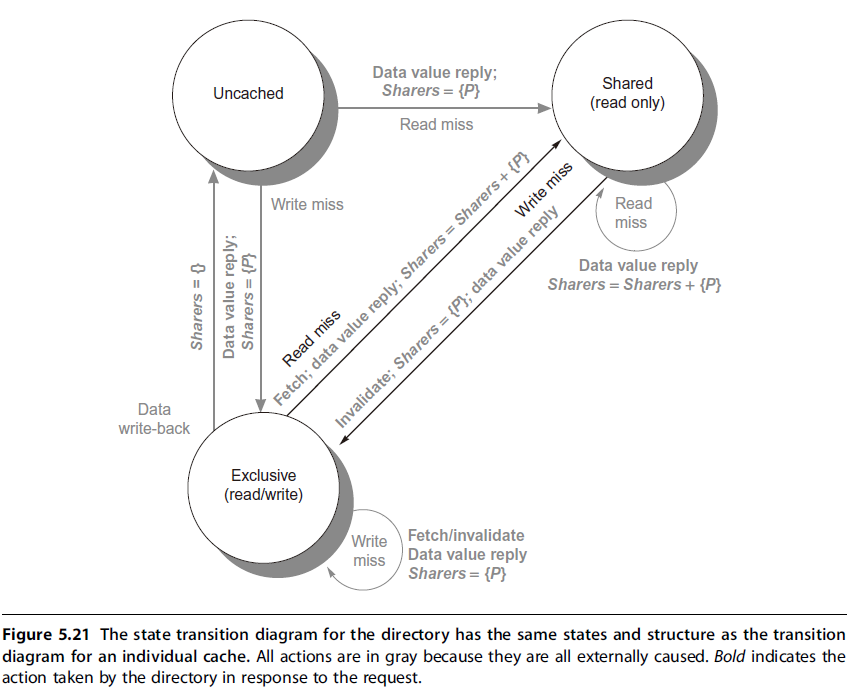 Uncached
Data value reply;
Sharers = {P}
Read miss
Shared
(read only)
Write miss
Sharers = {}
Data value reply;
Sharers = {P}
Data
write-back
Read miss
Fetch; data value reply; Sharers = Sharers + {P}
Write miss
Invalidate; Sharers = {P}; data value reply
Read
miss
Data value reply
Sharers = Sharers + {P}
Exclusive
(read/write)
Write
miss
Fetch/invalidate
Data value reply
Sharers = {P}
Figure 5.21 The state transition diagram for the directory has the same states and structure as the transition
diagram for an individual cache. All actions are in gray because they are all externally caused. Bold indicates the
action taken by the directory in response to the request.